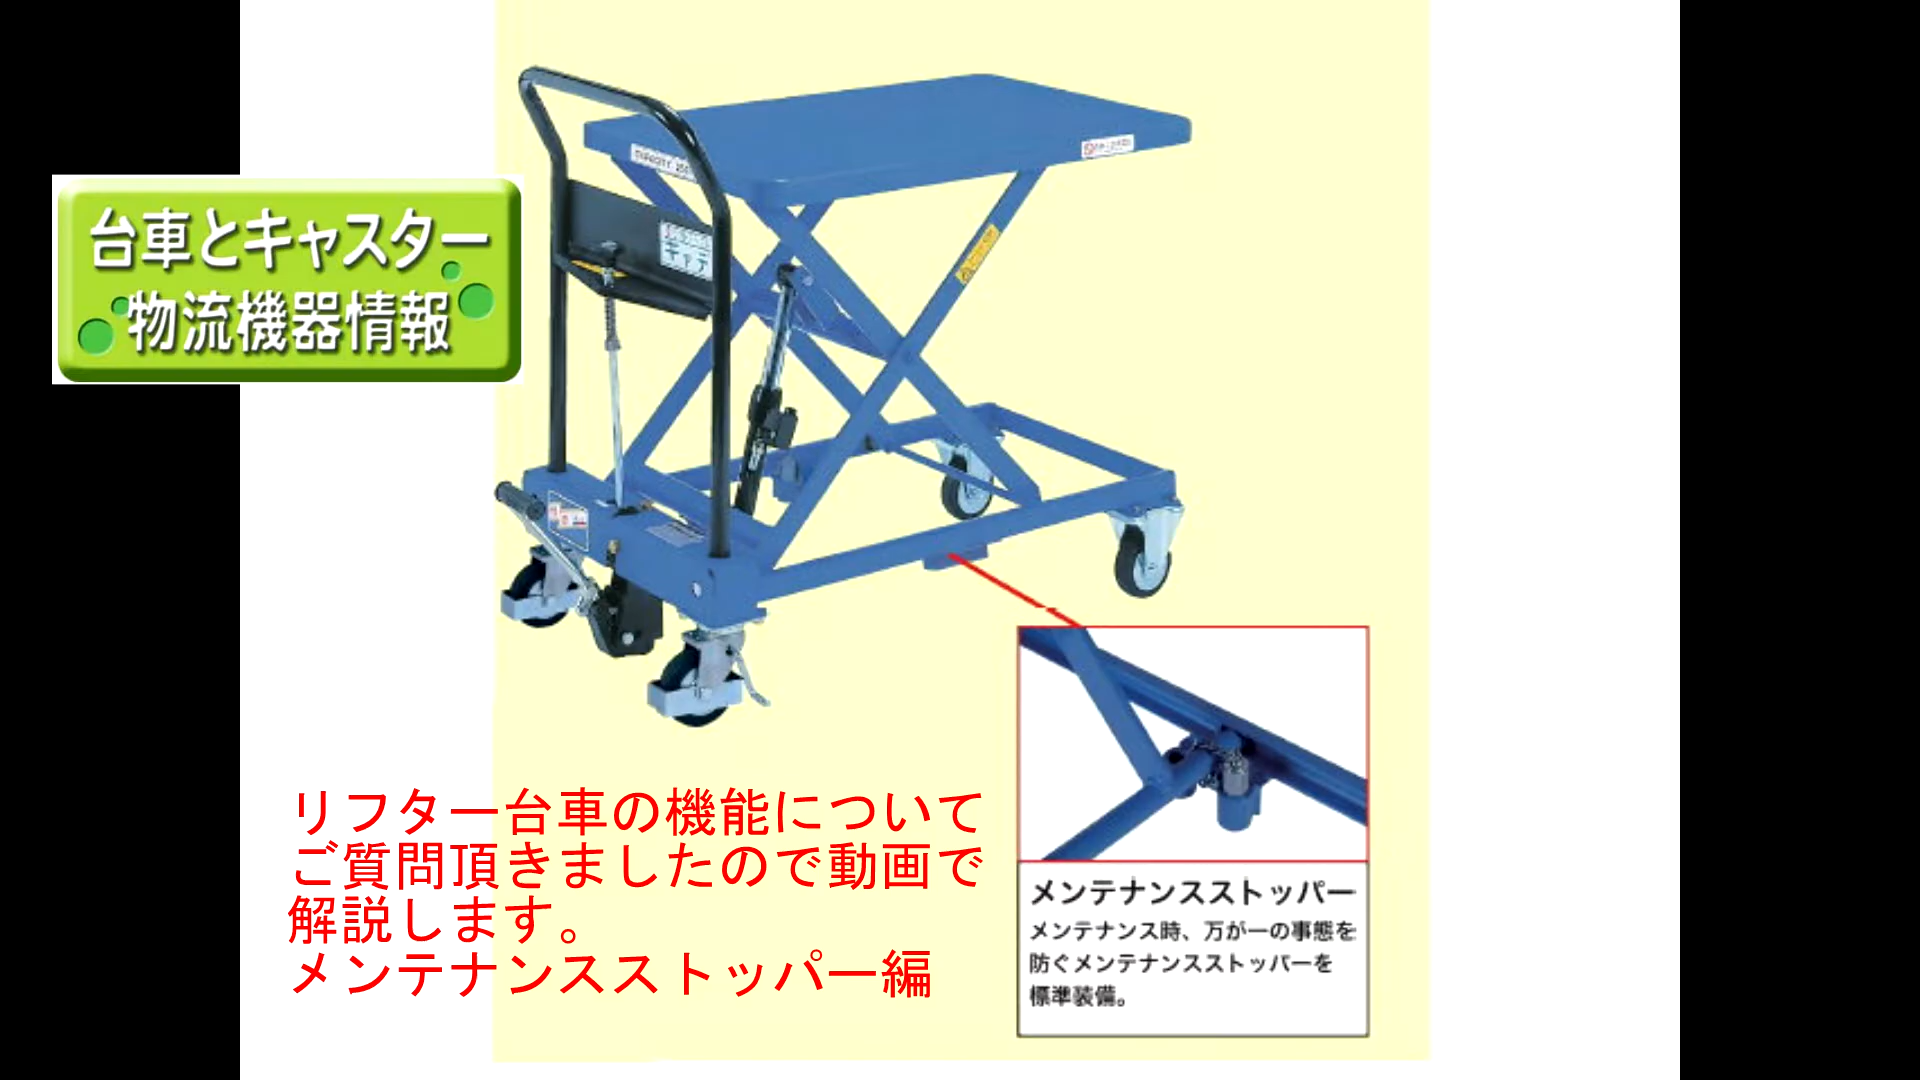 台車とキャスター
物流機器情報
CAPACITY 250
キャデ
リフター台車の機能について
ご質問頂きましたので動画で
解説します。
メンテナンスストッパー編
メンテナンスストッパー
メンテナンス時、万が一の事態を
防ぐメンテナンスストッパーを
標準装備。